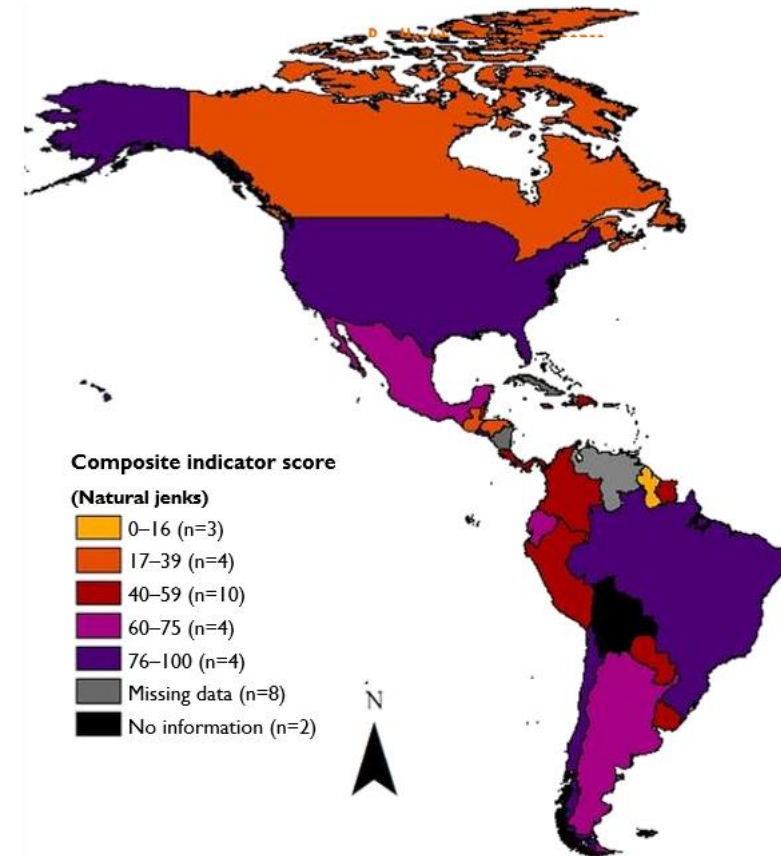 Composite indicator score
(Natural jenks)
0–16 (n=3)
17–39 (n=4)
40–59 (n=10)
60–75 (n=4)
76–100 (n=4)
Missing data (n=8)
No information (n=2)
N